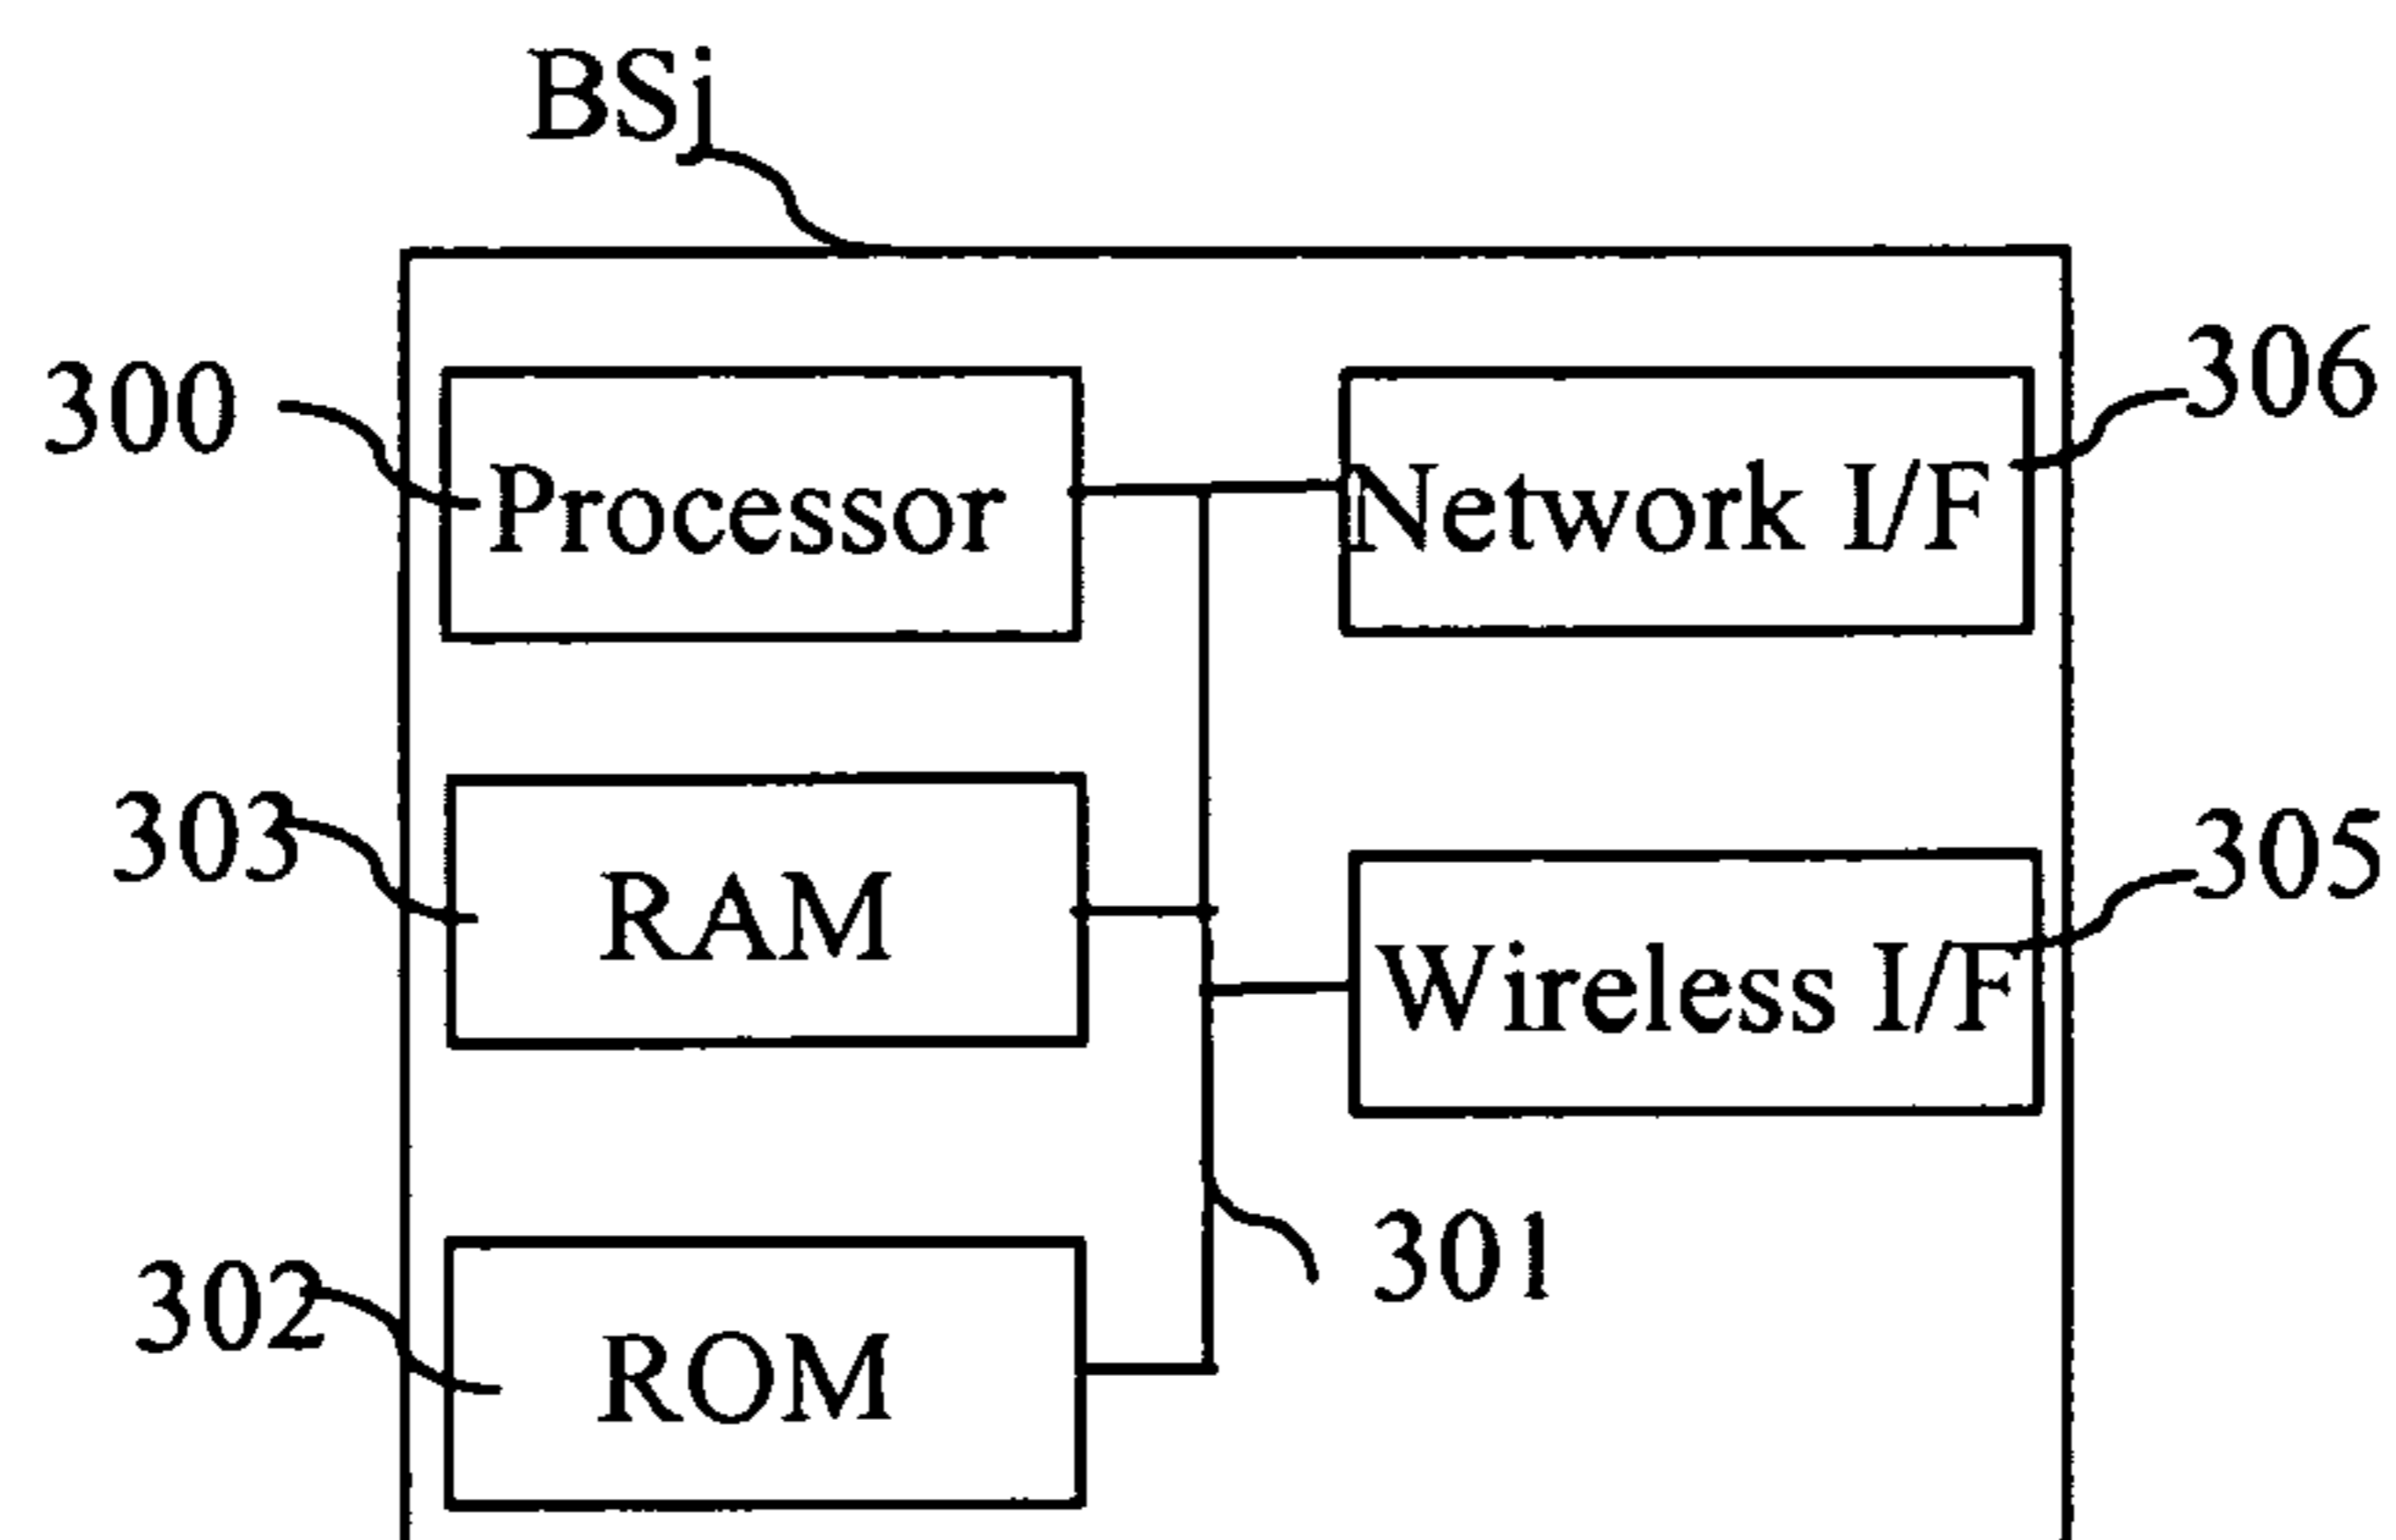 BSj
300
Processor
Network I/F
306
303
RAM
Wireless I/F
305
302
ROM
301